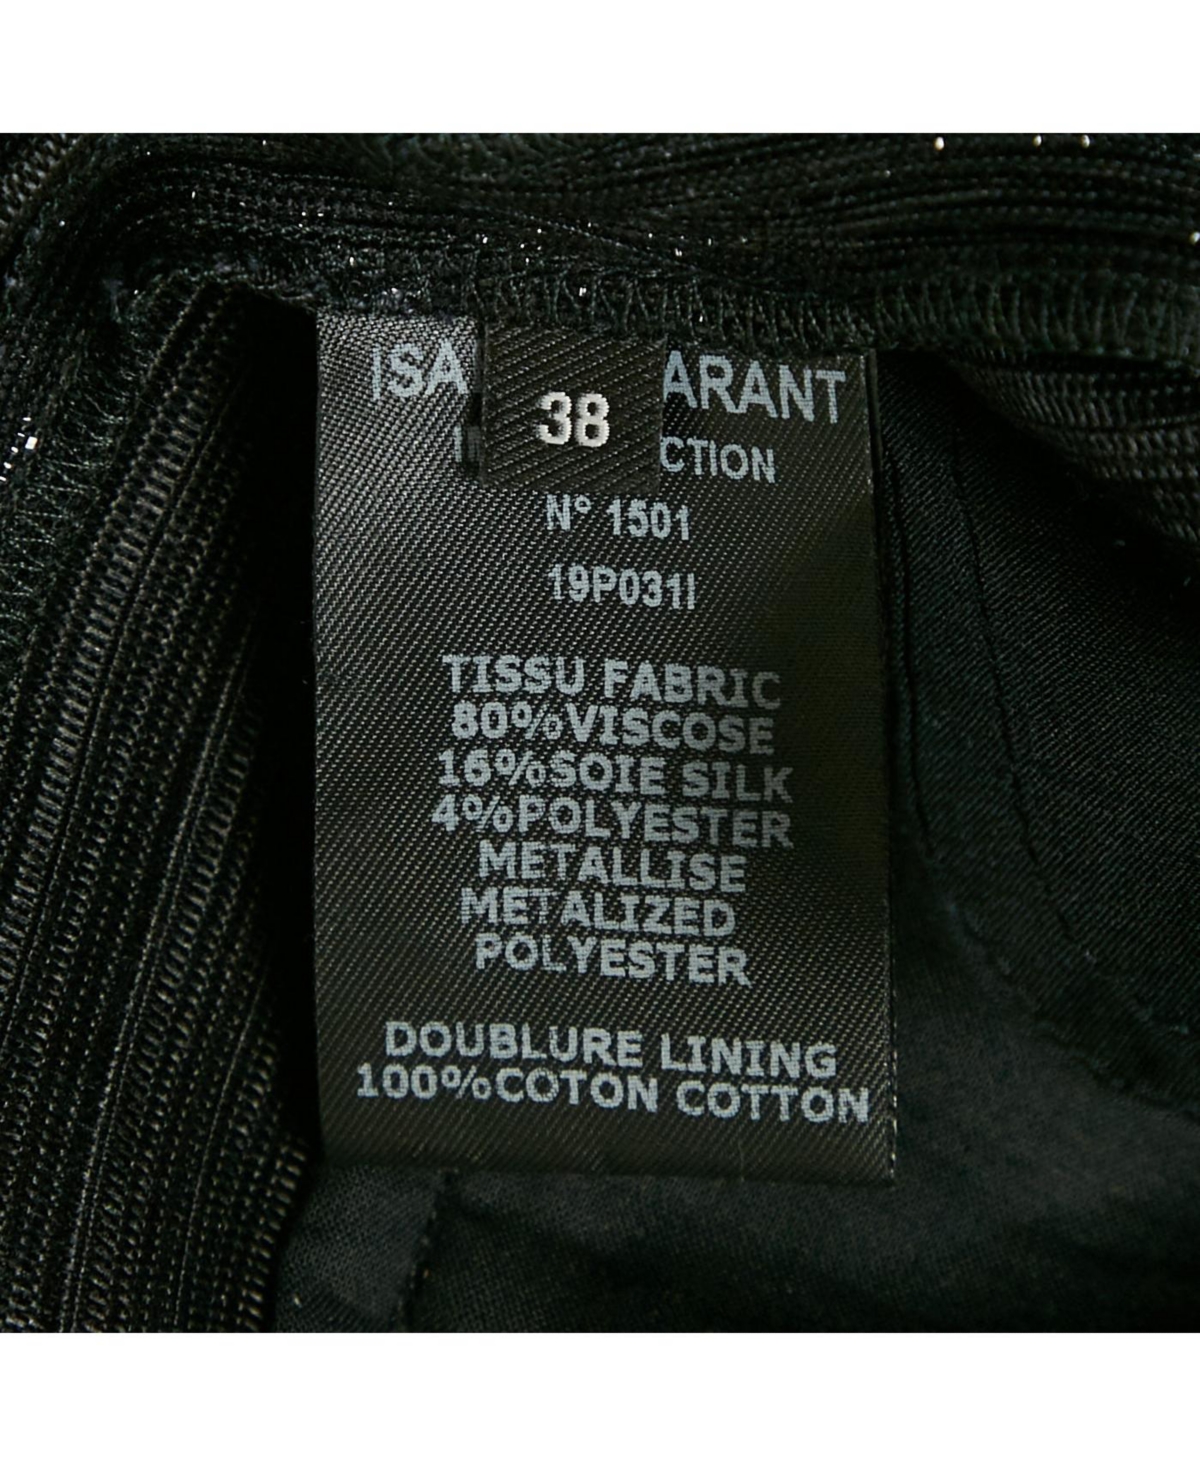 ISA ARANT
38
CTION
N° 1501
19P031I
TISSU FABRIC
80%VISCOSE
16%SOIE SILK
4%POLYESTER
METALLISE
METALIZED
POLYESTER
DOUBLURE LINING
100%COTON COTTON